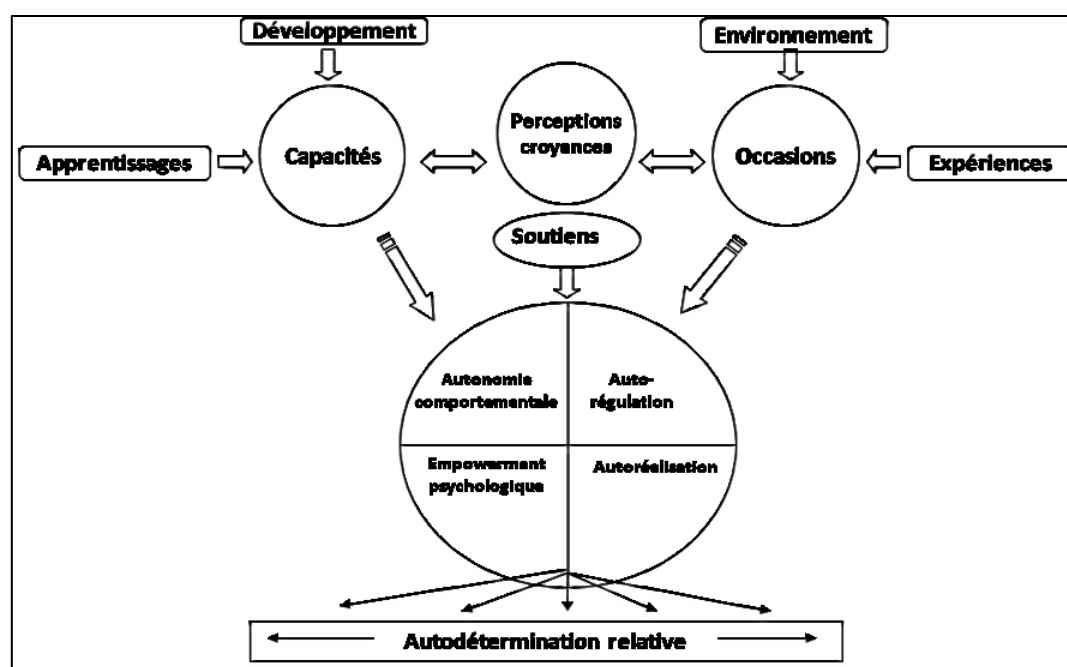 Développement
Environnement
Perceptions
croyances
Apprentissages
Capacités
Occasions
Expériences
Soutiens
Autonomie
comportementale
Auto-
régulation
Empowerment
psychologique
Autoréalisation
Autodétermination relative